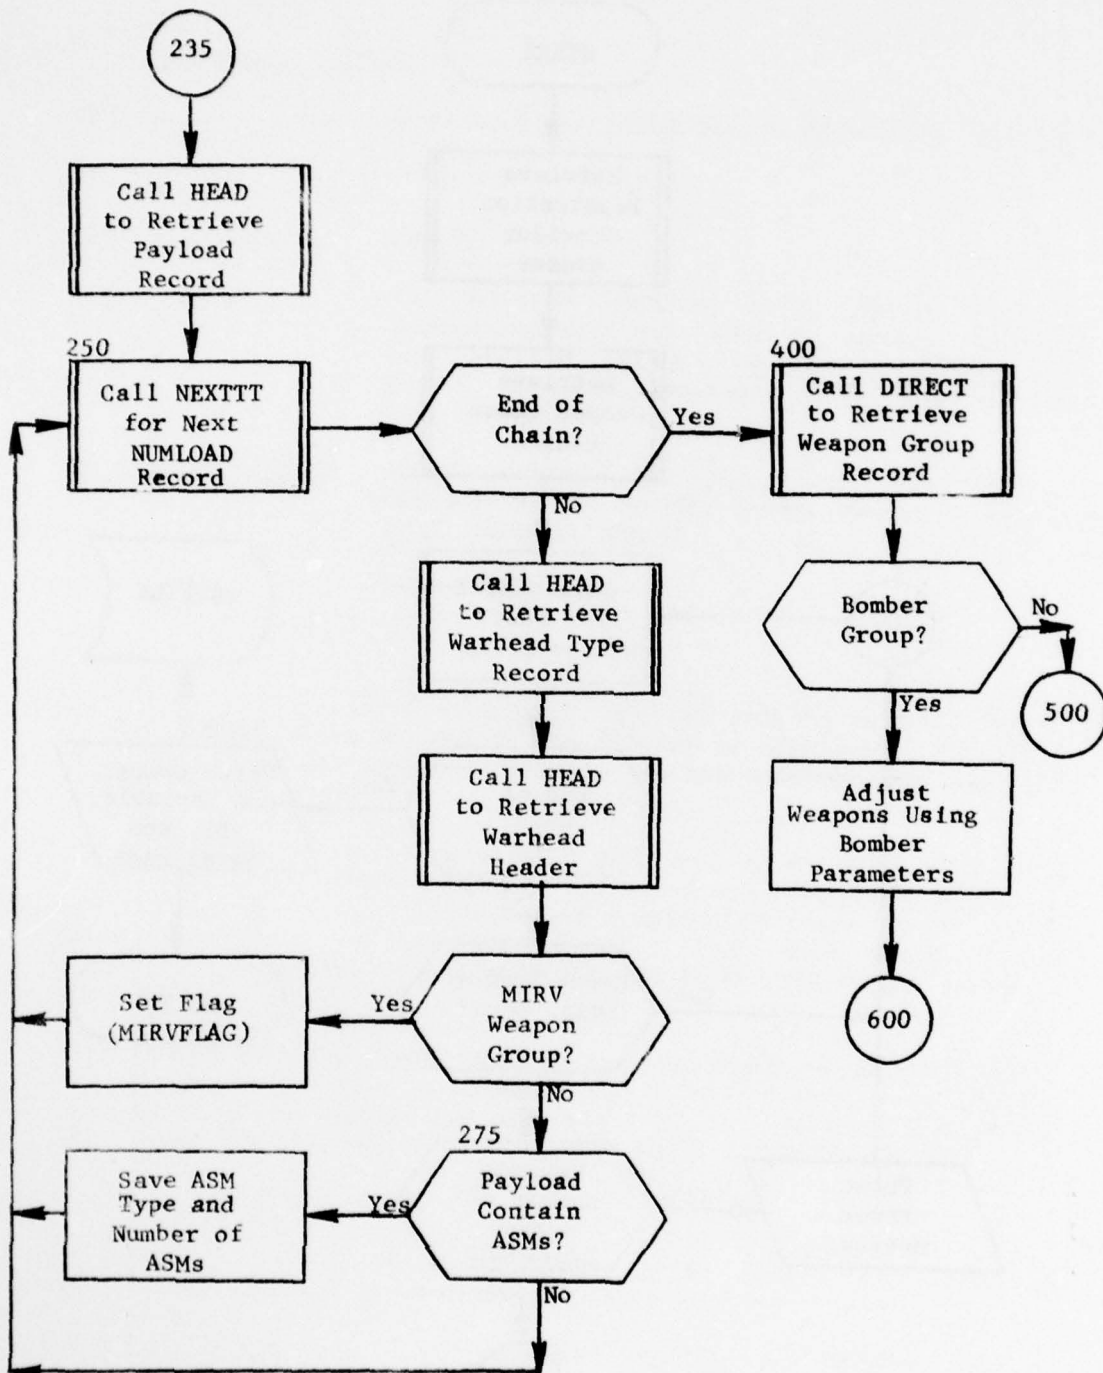 235
Call HEAD
to Retrieve
Payload
Record
250
Call NEXTTT
for Next
NUMLOAD
Record
End of
Chain?
Yes
No
400
Call DIRECT
to Retrieve
Weapon Group
Record
Call HEAD
to Retrieve
Warhead Type
Record
Bomber
Group?
No
500
Yes
Call HEAD
to Retrieve
Warhead
Header
Adjust
Weapons Using
Bomber
Parameters
600
MIRV
Weapon
Group?
Yes
No
Set Flag
(MIRVFLAG)
275
Payload
Contain
ASMs?
Yes
No
Save ASM
Type and
Number of
ASMs